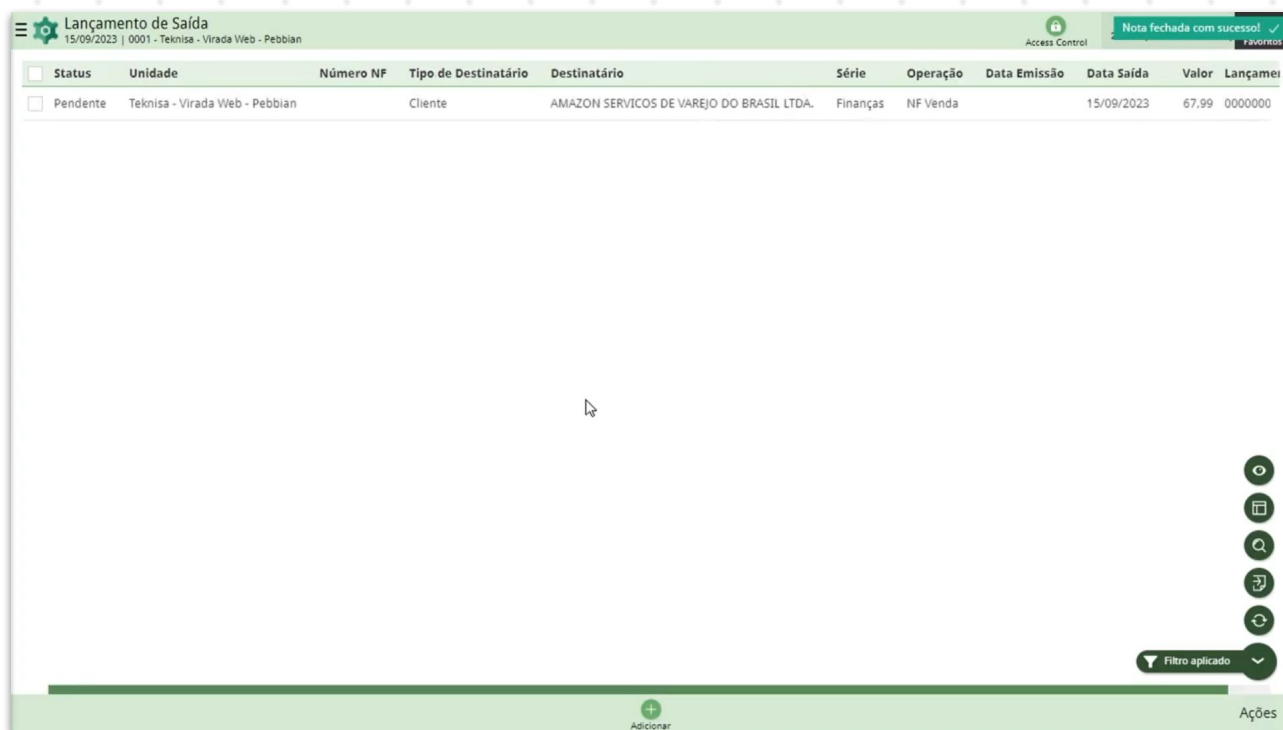 Lançamento de Saída
15/09/2023 | 0001 - Teknisa - Virada Web - Pebbian
Access Control
Nota fechada com sucesso!
Favoritos
Status Unidade Número NF Tipo de Destinatário Destinatário Série Operação Data Emissão Data Saída Valor Lançamen
Pendente Teknisa - Virada Web - Pebbian Cliente AMAZON SERVICOS DE VAREJO DO BRASIL LTDA. Finanças NF Venda 15/09/2023 67,99 0000000
Filtro aplicado
Adicionar
Ações